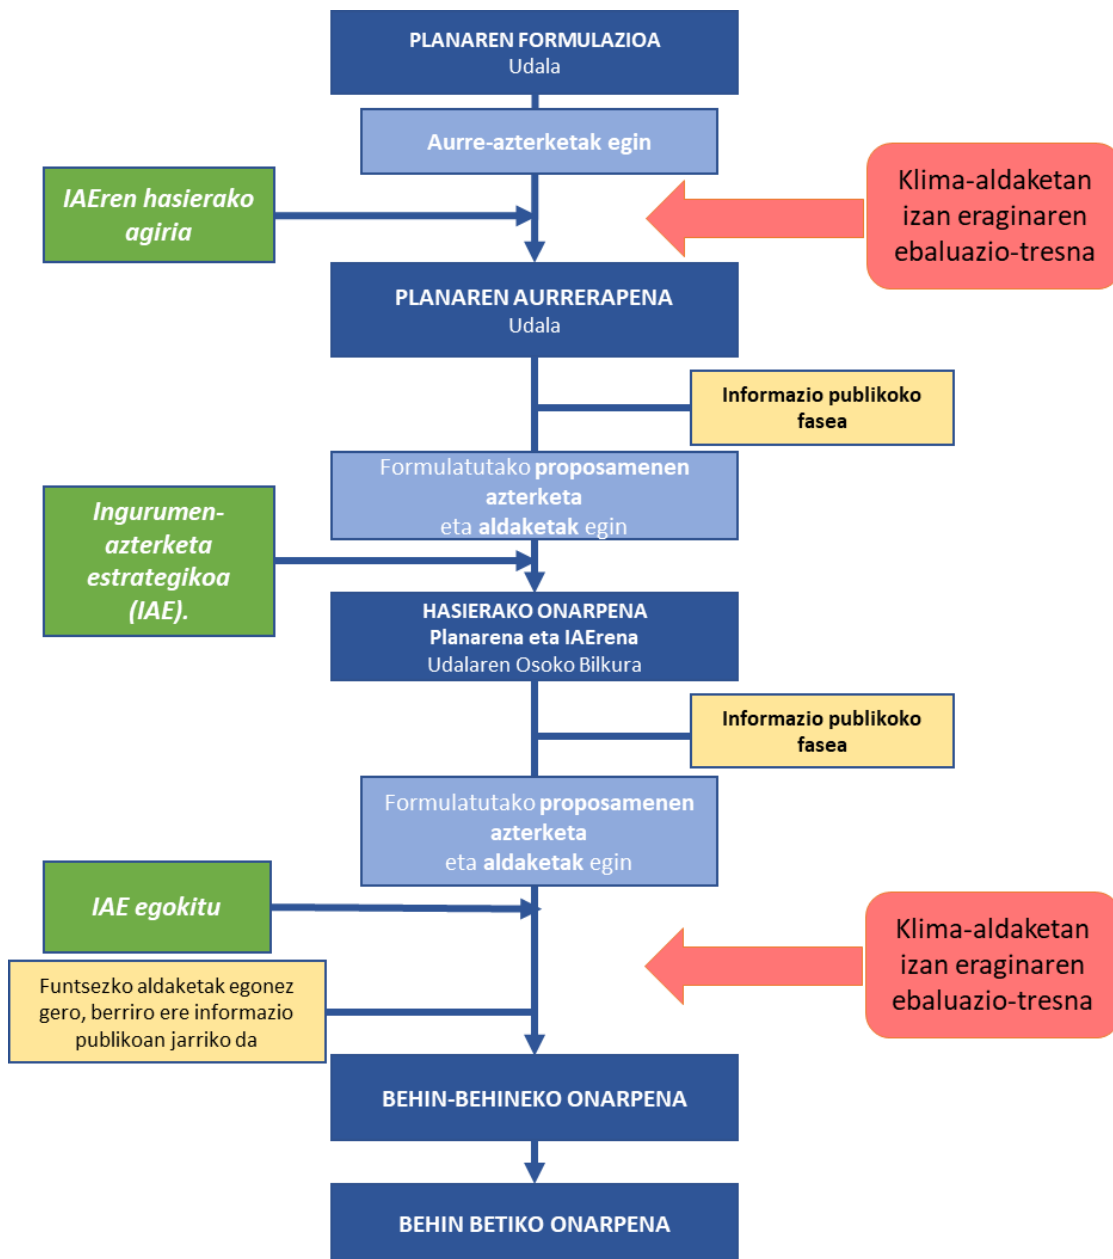 PLANAREN FORMULAZIOA
Udala
Aurre-azterketak egin
IAEren hasierako
agiria
Klima-aldaketan
izan eraginaren
ebaluazio-tresna
PLANAREN AURRERAPENA
Udala
Informazio publikoko
fasea
Formulatutako proposamenen
azterketa
eta aldaketak egin
Ingurumen-
azterketa
estrategikoa
(IAE).
HASIERAKO ONARPENA
Planarena eta IAErena
Udalaren Osoko Bilkura
Informazio publikoko
fasea
Formulatutako proposamenen
azterketa
eta aldaketak egin
IAE egokitu
Klima-aldaketan
izan eraginaren
ebaluazio-tresna
Funtsezko aldaketak egonez
gero, berriro ere informazio
publikoan jarriko da
BEHIN-BEHINEKO ONARPENA
BEHIN BETIKO ONARPENA